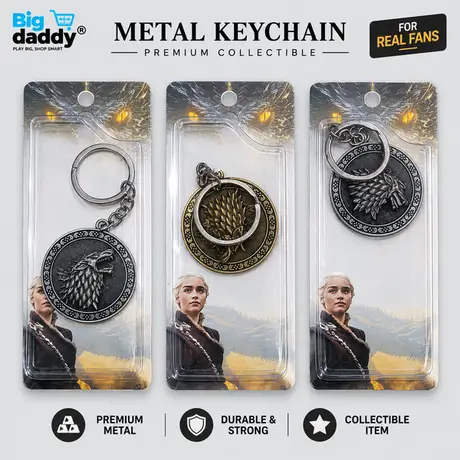 Big
daddy®
PLAY BIG, SHOP SMART
METAL KEYCHAIN
PREMIUM COLLECTIBLE
FOR
REAL FANS
PREMIUM
METAL
DURABLE &
STRONG
COLLECTIBLE
ITEM